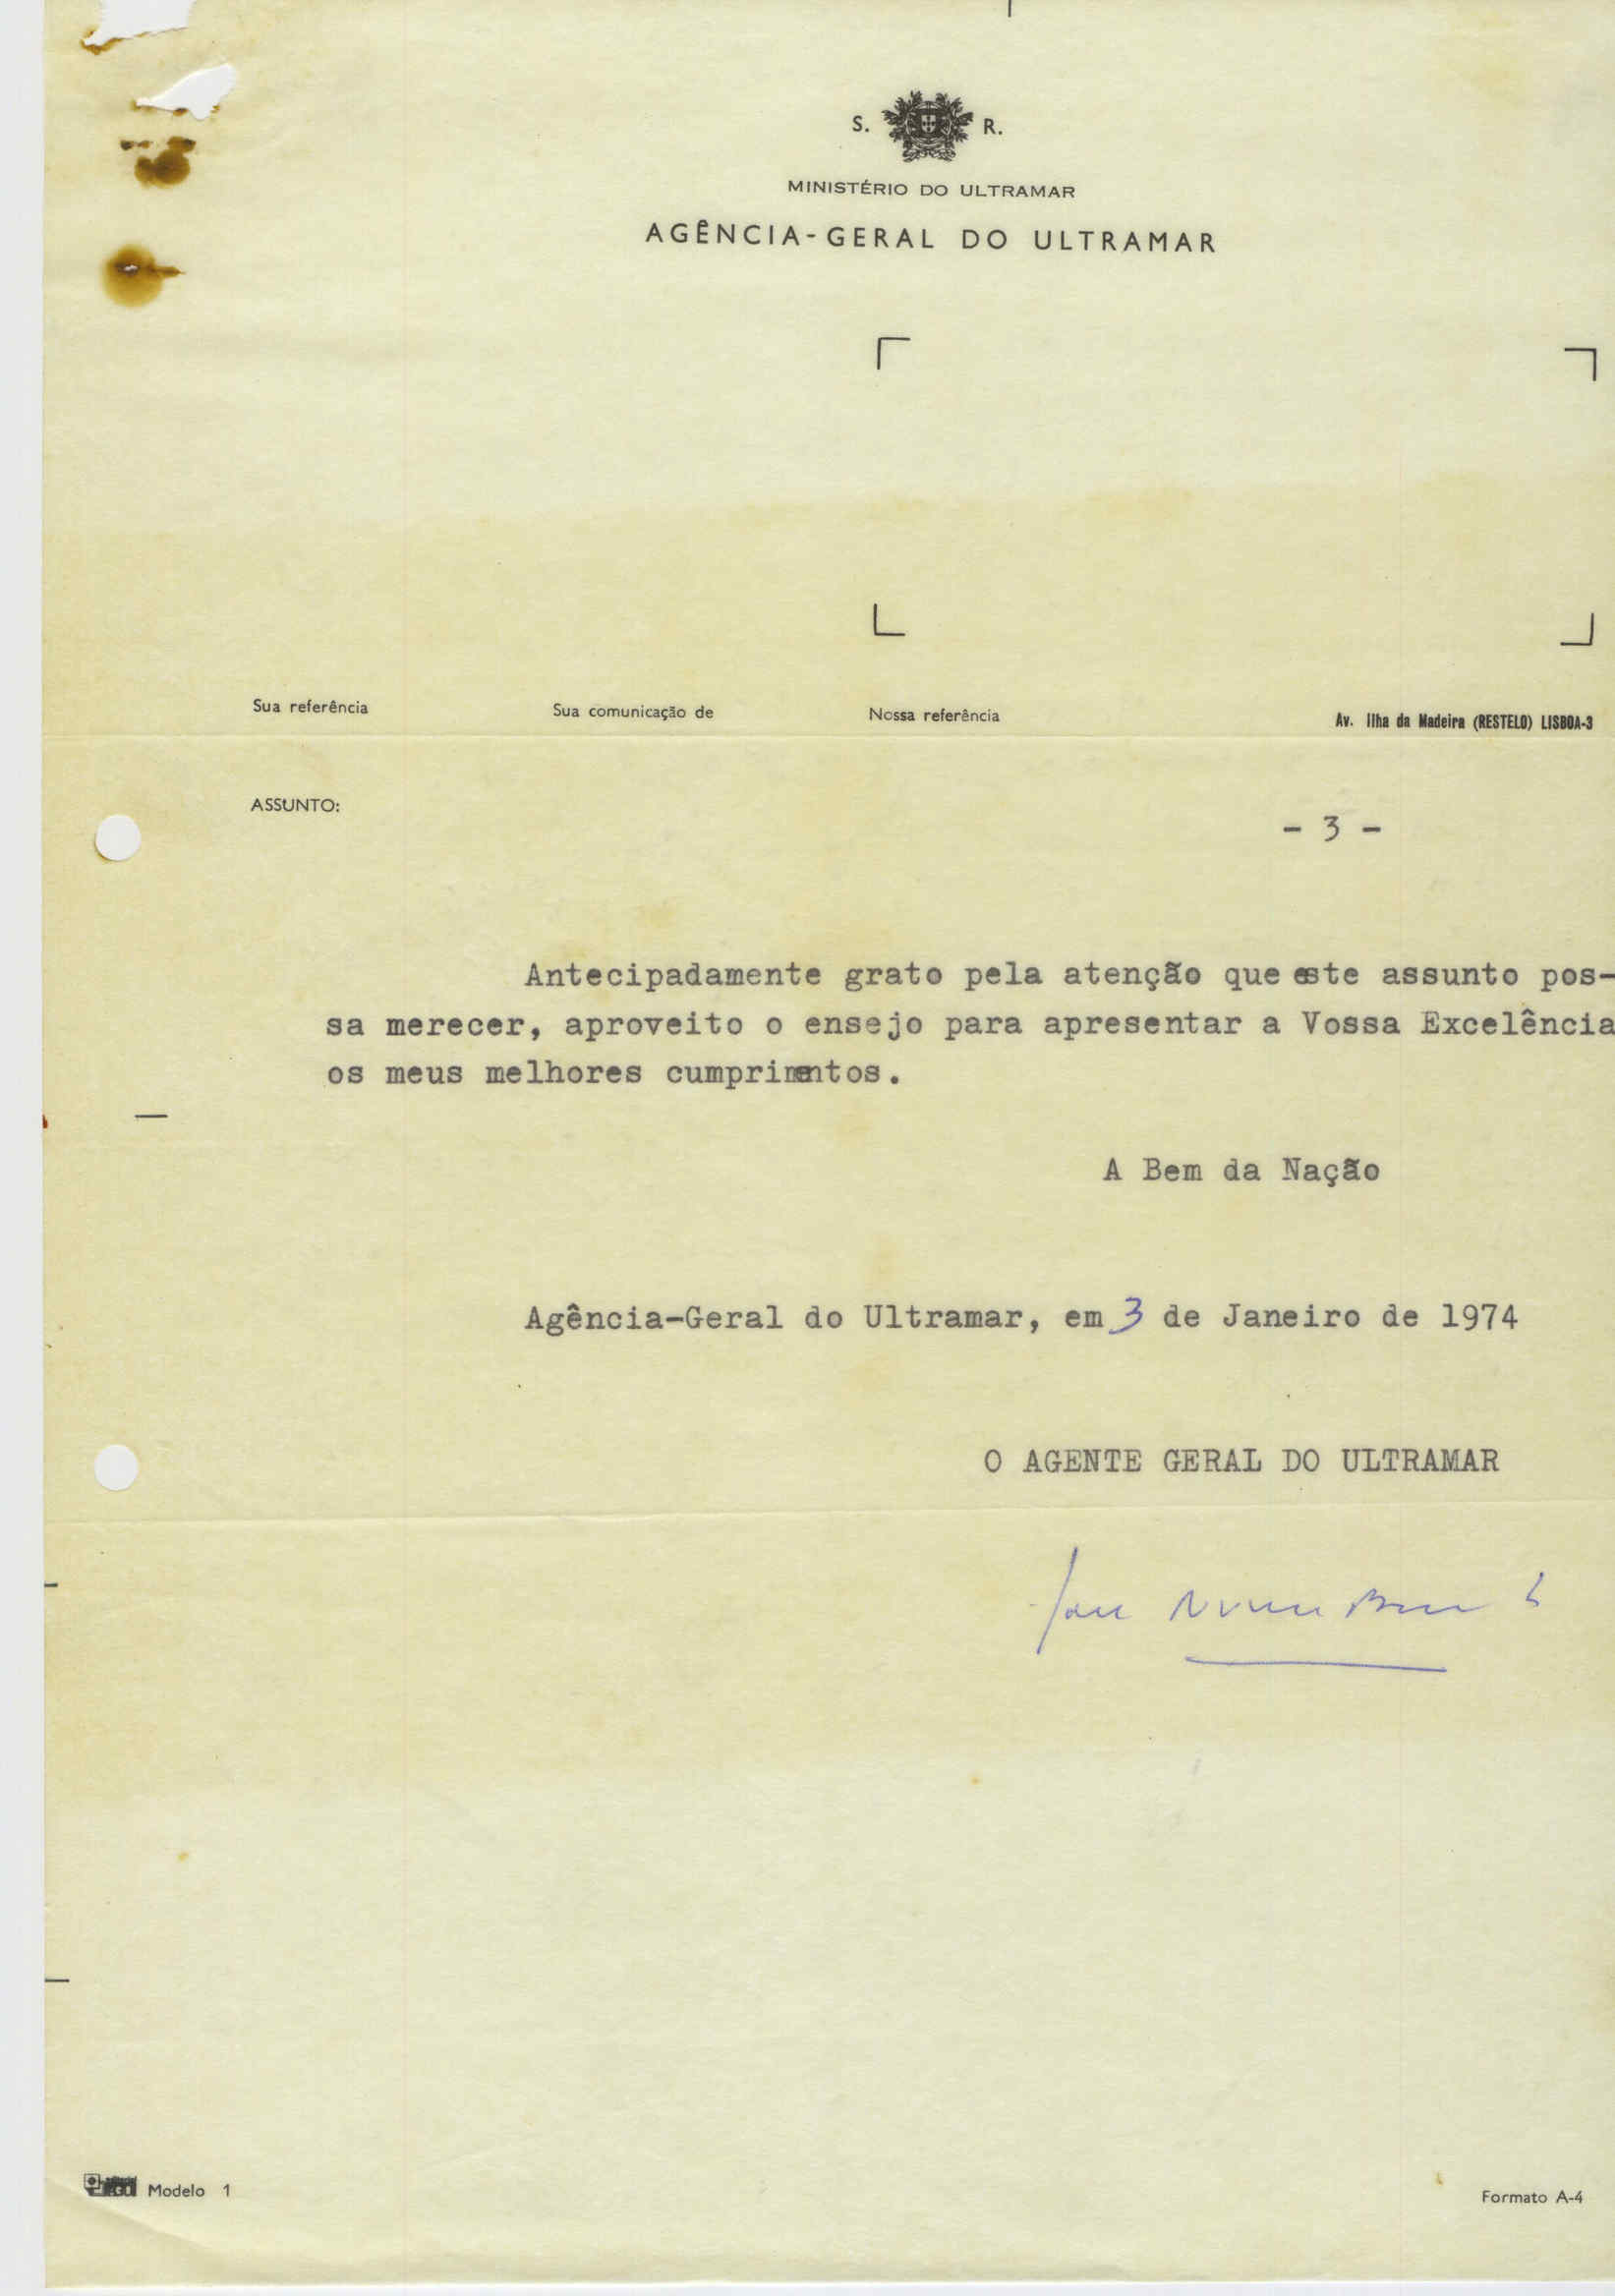 S. R.
MINISTÉRIO DO ULTRAMAR
AGÊNCIA-GERAL DO ULTRAMAR
Sua referência Sua comunicação de Nossa referência Av. Ilha da Madeira (RESTELO) LISBOA-3
ASSUNTO:
- 3 -
Antecipadamente grato pela atenção que este assunto pos-
sa merecer, aproveito o ensejo para apresentar a Vossa Excelência
os meus melhores cumprimentos.
A Bem da Nação
Agência-Geral do Ultramar, em 3 de Janeiro de 1974
O AGENTE GERAL DO ULTRAMAR
Modelo 1
Formato A-4